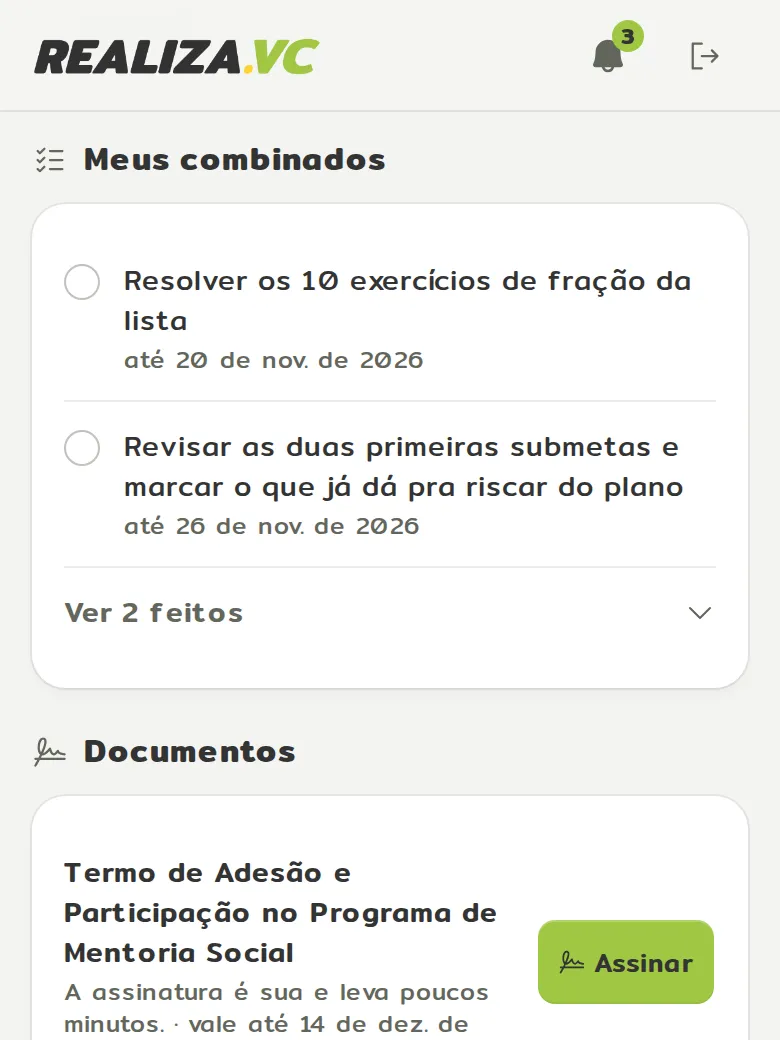 REALIZA.VC
3
Meus combinados
Resolver os 10 exercícios de fração da
lista
até 20 de nov. de 2026
Revisar as duas primeiras submetas e
marcar o que já dá pra riscar do plano
até 26 de nov. de 2026
Ver 2 feitos
Documentos
Termo de Adesão e
Participação no Programa de
Mentoria Social
A assinatura é sua e leva poucos
minutos. · vale até 14 de dez. de
Assinar